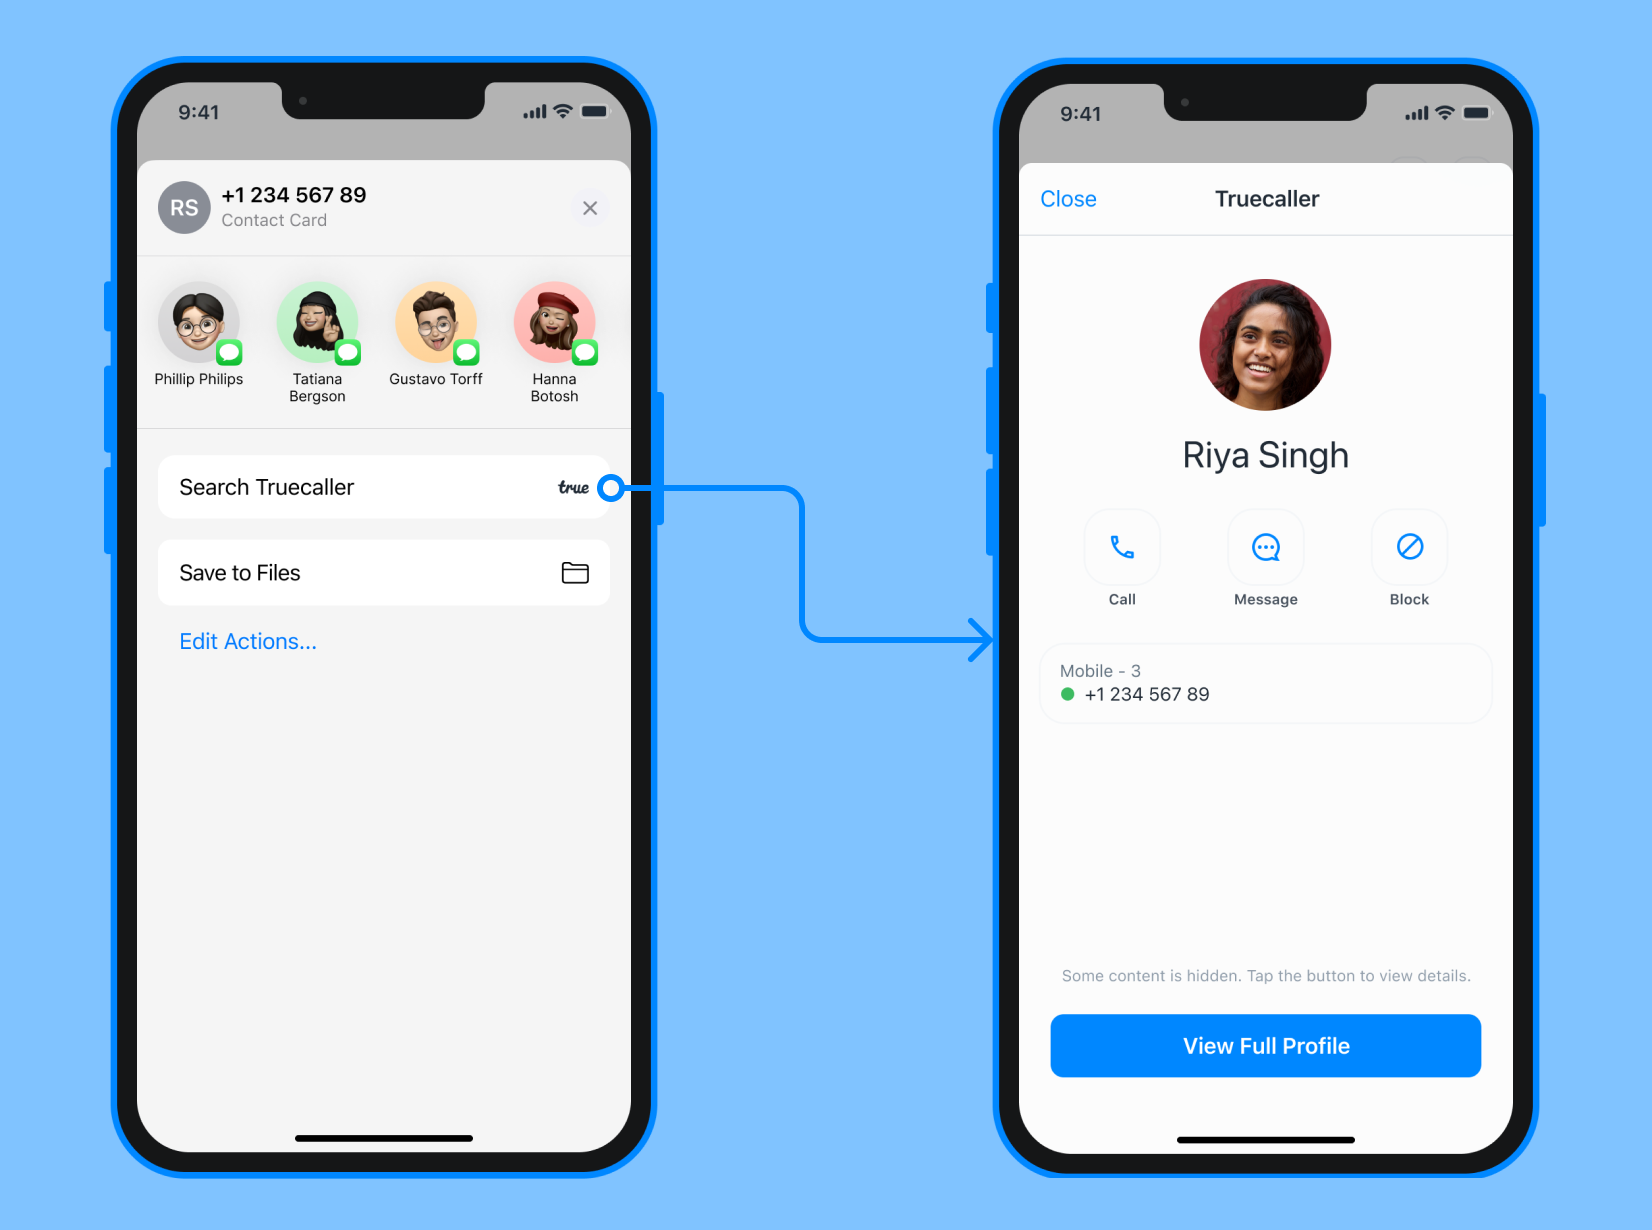 9:41
RS
+1 234 567 89
Contact Card
Phillip Philips
Tatiana
Bergson
Gustavo Torff
Hanna
Botosh
Search Truecaller
true
Save to Files
Edit Actions...
9:41
Close
Truecaller
Riya Singh
Call
Message
Block
Mobile - 3
+1 234 567 89
Some content is hidden. Tap the button to view details.
View Full Profile